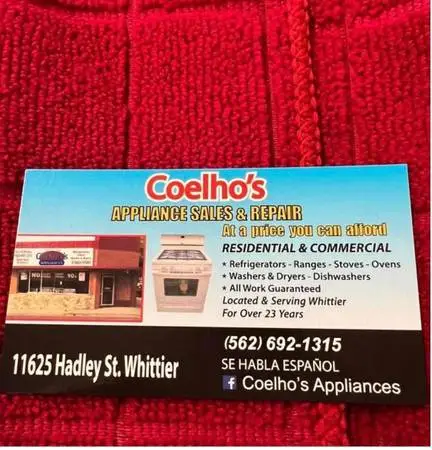 Coelho's
APPLIANCE SALES & REPAIR
At a price you can afford
RESIDENTIAL & COMMERCIAL
★ Refrigerators - Ranges - Stoves - Ovens
★ Washers & Dryers - Dishwashers
★ All Work Guaranteed
Located & Serving Whittier
For Over 23 Years
(562) 692-1315
11625 Hadley St. Whittier
SE HABLA ESPAÑOL
f Coelho's Appliances